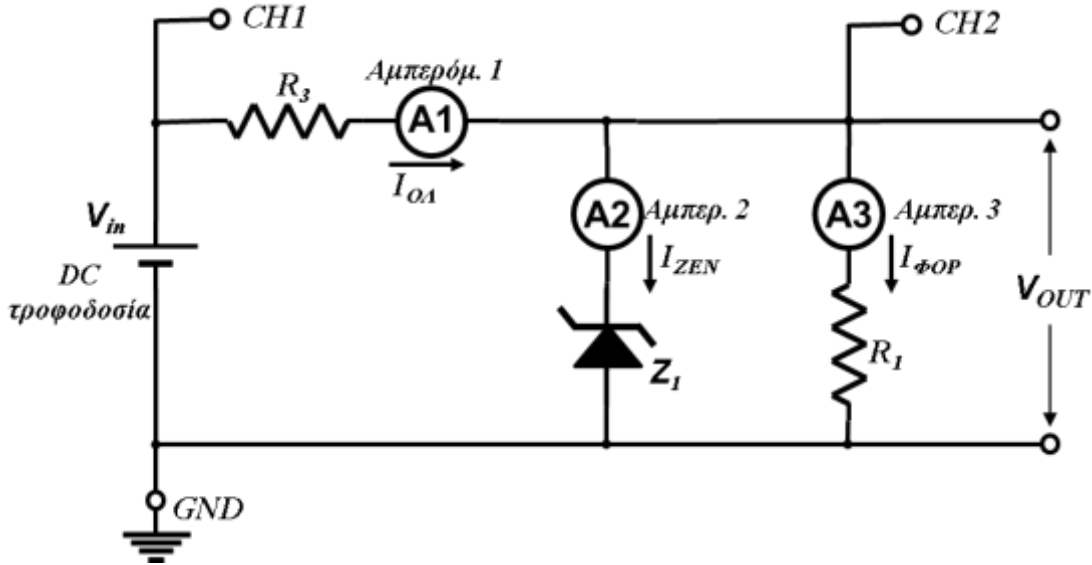 CH1
CH2
Αμπερόμ. 1
R3
A1
IΟΛ
Vin
DC
τροφοδοσία
A2
Αμπερ. 2
IZEN
Z1
A3
Αμπερ. 3
IΦΟΡ
R1
VOUT
GND